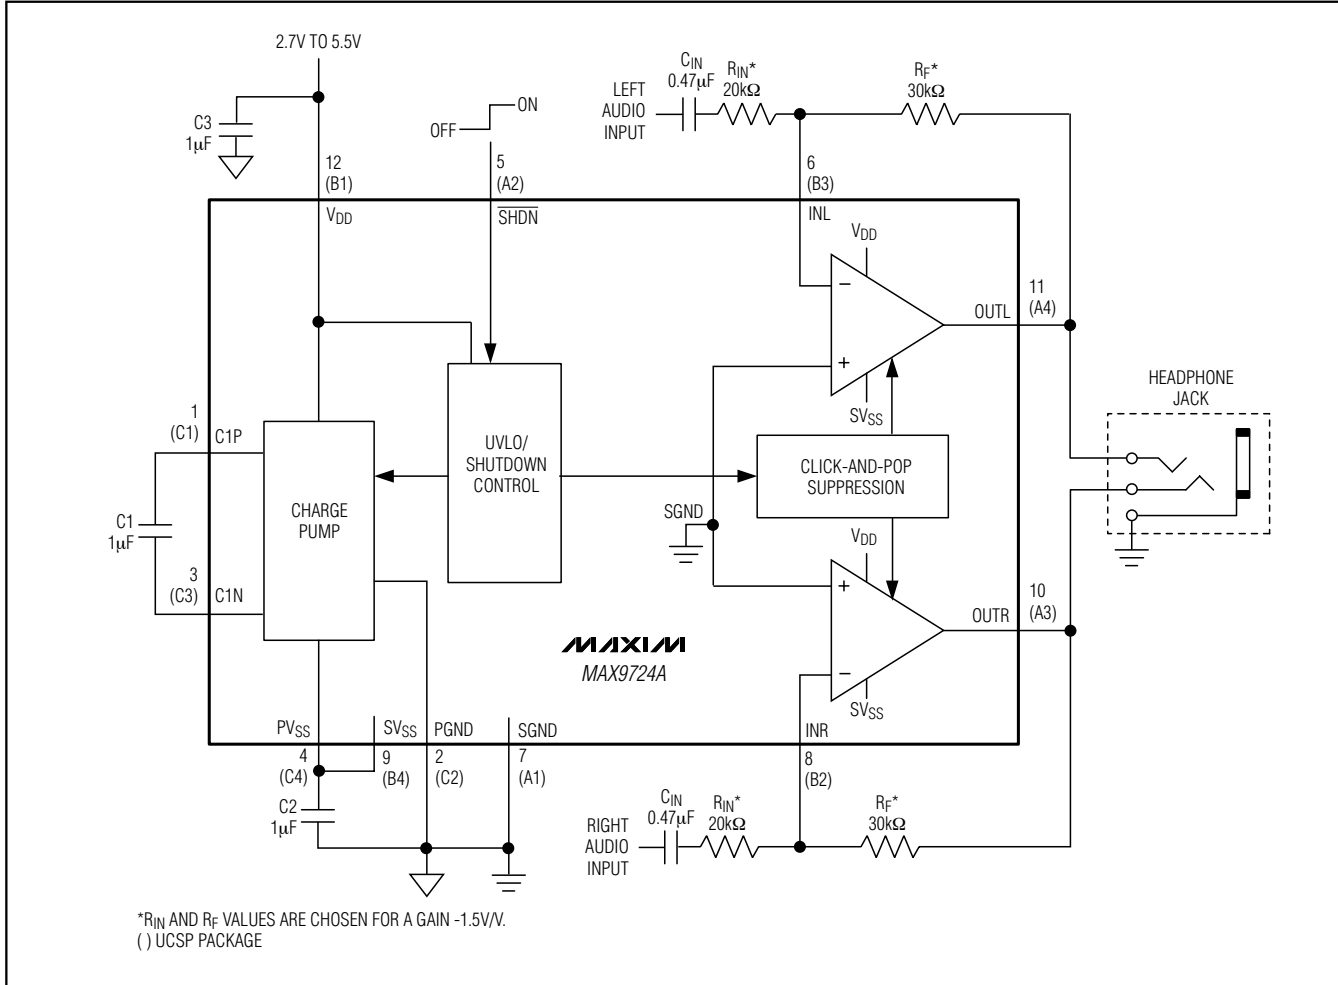 2.7V TO 5.5V
C3
1µF
12
(B1)
VDD
OFF
ON
5
(A2)
SHDN
LEFT
AUDIO
INPUT
CIN
0.47µF
RIN*
20kΩ
RF*
30kΩ
6
(B3)
INL
VDD
−
+
SVSS
OUTL
11
(A4)
HEADPHONE
JACK
1
(C1)
C1P
C1
1µF
3
(C3)
C1N
CHARGE
PUMP
UVLO/
SHUTDOWN
CONTROL
CLICK-AND-POP
SUPPRESSION
SGND
VDD
+
−
SVSS
OUTR
10
(A3)
MAXIM
MAX9724A
PVSS
4
(C4)
SVSS
9
(B4)
PGND
2
(C2)
SGND
7
(A1)
INR
8
(B2)
C2
1µF
RIGHT
AUDIO
INPUT
CIN
0.47µF
RIN*
20kΩ
RF*
30kΩ
*RIN AND RF VALUES ARE CHOSEN FOR A GAIN -1.5V/V.
( ) UCSP PACKAGE